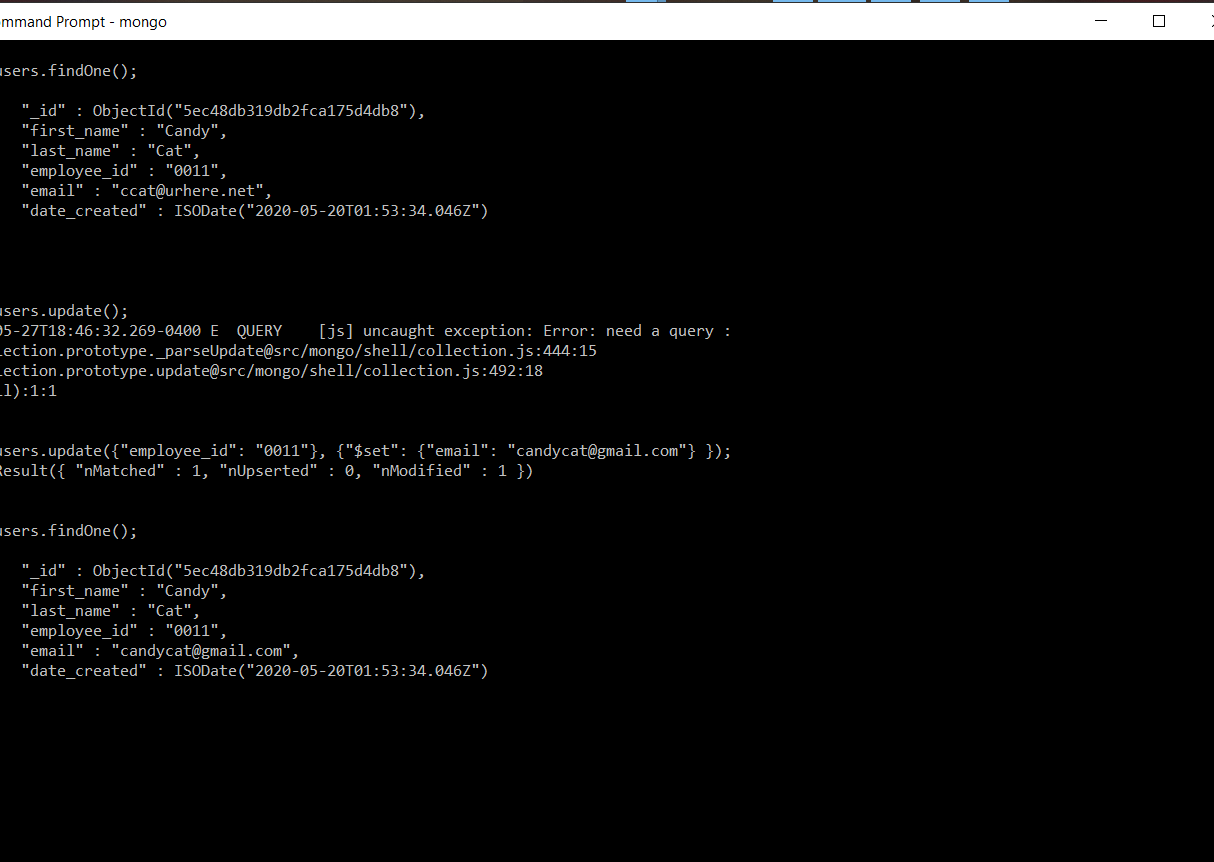 ommand Prompt - mongo
users.findOne();
"_id" : ObjectId("5ec48db319db2fca175d4db8"),
"first_name" : "Candy",
"last_name" : "Cat",
"employee_id" : "0011",
"email" : "ccat@urhere.net",
"date_created" : ISODate("2020-05-20T01:53:34.046Z")
users.update();
05-27T18:46:32.269-0400 E  QUERY    [js] uncaught exception: Error: need a query :
lection.prototype._parseUpdate@src/mongo/shell/collection.js:444:15
lection.prototype.update@src/mongo/shell/collection.js:492:18
ll):1:1
users.update({"employee_id": "0011"}, {"$set": {"email": "candycat@gmail.com"} });
Result({ "nMatched" : 1, "nUpserted" : 0, "nModified" : 1 })
users.findOne();
"_id" : ObjectId("5ec48db319db2fca175d4db8"),
"first_name" : "Candy",
"last_name" : "Cat",
"employee_id" : "0011",
"email" : "candycat@gmail.com",
"date_created" : ISODate("2020-05-20T01:53:34.046Z")